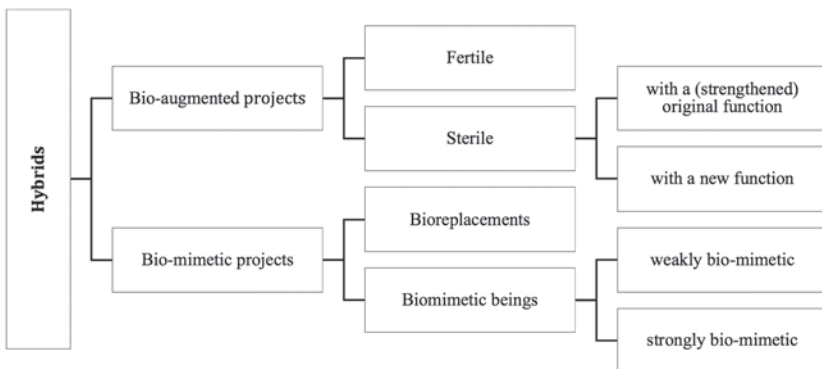 Hybrids
Bio-augmented projects
Fertile
Sterile
with a (strengthened)
original function
with a new function
Bio-mimetic projects
Bioreplacements
Biomimetic beings
weakly bio-mimetic
strongly bio-mimetic